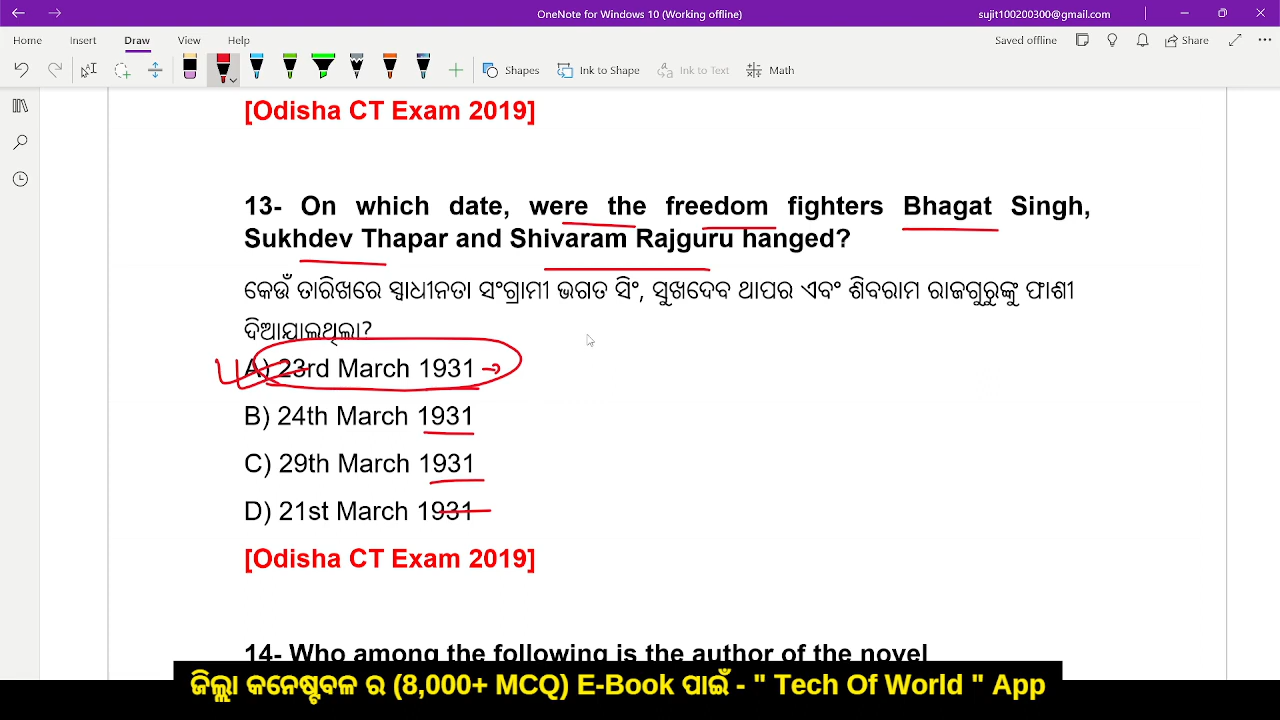 OneNote for Windows 10 (Working offline)
sujit100200300@gmail.com
Home Insert Draw View Help
Saved offline
Share
Shapes
Ink to Shape
Ink to Text
Math
[Odisha CT Exam 2019]
13- On which date, were the freedom fighters Bhagat Singh,
Sukhdev Thapar and Shivaram Rajguru hanged?
କେଉଁ ତାରିଖରେ ସ୍ୱାଧୀନତା ସଂଗ୍ରାମୀ ଭଗତ ସିଂ, ସୁଖଦେବ ଥାପର ଏବଂ ଶିବରାମ ରାଜଗୁରୁଙ୍କୁ ଫାଶୀ
ଦିଆଯାଇଥିଲା?
A) 23rd March 1931
B) 24th March 1931
C) 29th March 1931
D) 21st March 1931
[Odisha CT Exam 2019]
14- Who among the following is the author of the novel
ଜିଲ୍ଲା କନେଷ୍ଟବଳ ର (8,000+ MCQ) E-Book ପାଇଁ - " Tech Of World " App